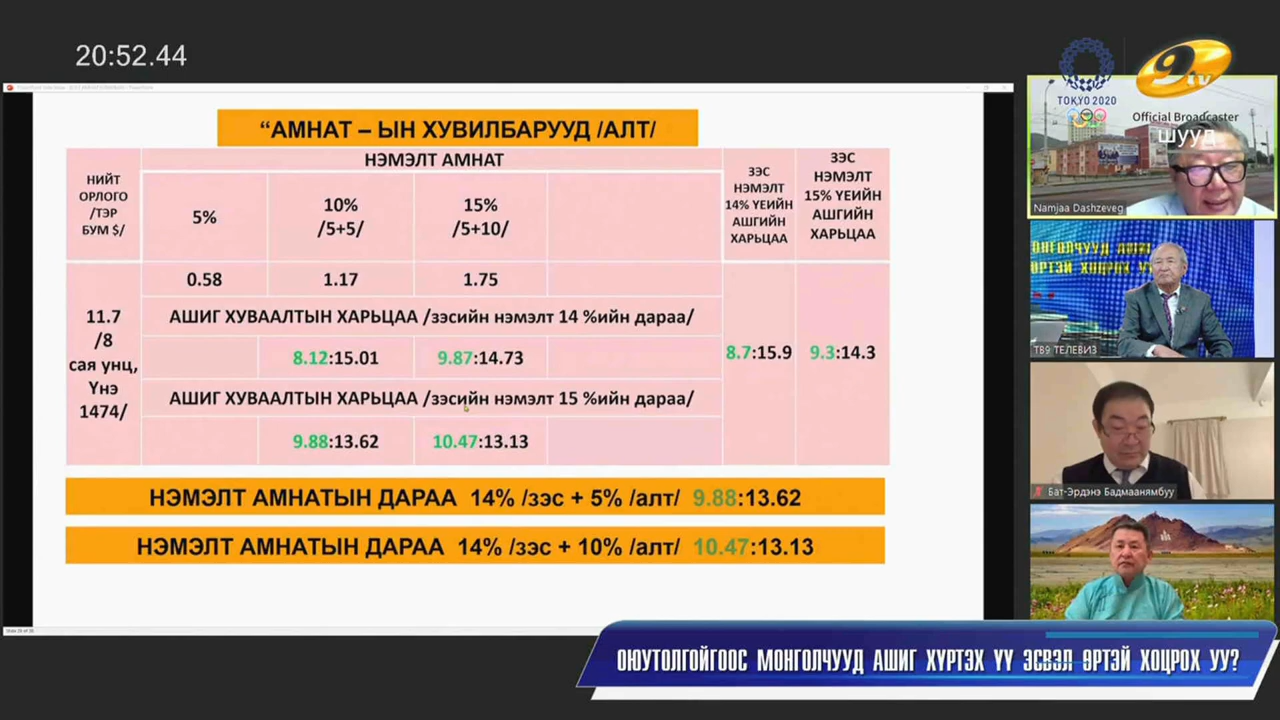 20:52.44
“АМНАТ – ЫН ХУВИЛБАРУУД /АЛТ/
НИЙТ
ОРЛОГО
/ТЭР
БУМ $/
НЭМЭЛТ АМНАТ
5%
10%
/5+5/
15%
/5+10/
ЗЭС
НЭМЭЛТ
14% ҮЕИЙН
АШГИЙН
ХАРЬЦАА
ЗЭС
НЭМЭЛТ
15% ҮЕИЙН
АШГИЙН
ХАРЬЦАА
11.7
/8
сая унц,
Үнэ
1474/
0.58
1.17
1.75
АШИГ ХУВААЛТЫН ХАРЬЦАА /зэсийн нэмэлт 14 %ийн дараа/
8.12:15.01
9.87:14.73
АШИГ ХУВААЛТЫН ХАРЬЦАА /зэсийн нэмэлт 15 %ийн дараа/
9.88:13.62
10.47:13.13
8.7:15.9
9.3:14.3
НЭМЭЛТ АМНАТЫН ДАРАА 14% /зэс + 5% /алт/ 9.88:13.62
НЭМЭЛТ АМНАТЫН ДАРАА 14% /зэс + 10% /алт/ 10.47:13.13
TOKYO 2020
9tv
Official Broadcaster
шууд
Namjaa Dashzeveg
ТВ9 ТЕЛЕВИЗ
Бат-Эрдэнэ Бадмаанямбуу
ОЮУТОЛГОЙГООС МОНГОЛЧУУД АШИГ ХҮРТЭХ ҮҮ ЭСВЭЛ ӨРТЭЙ ХОЦРОХ УУ?